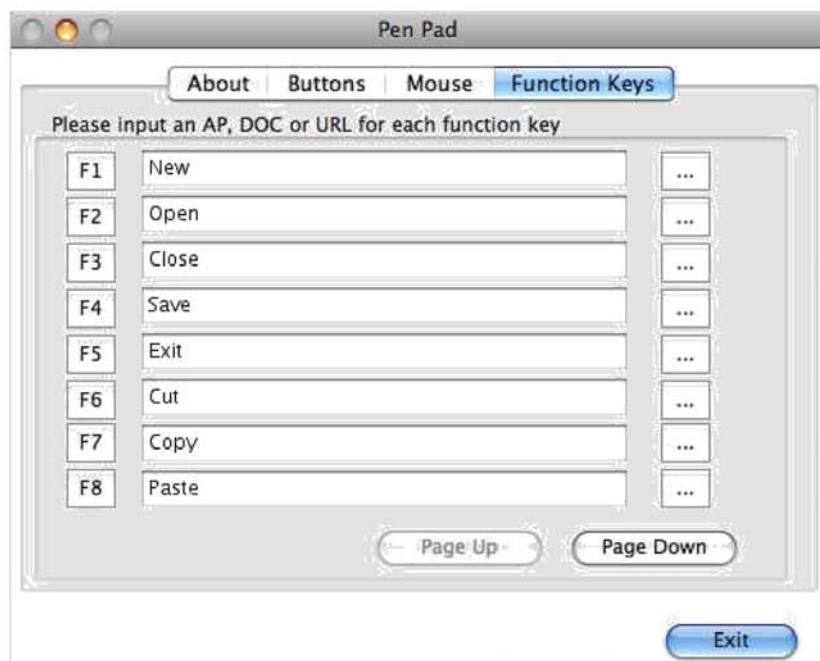 Pen Pad
About Buttons Mouse Function Keys
Please input an AP, DOC or URL for each function key
F1 New ...
F2 Open ...
F3 Close ...
F4 Save ...
F5 Exit ...
F6 Cut ...
F7 Copy ...
F8 Paste ...
Page Up Page Down
Exit